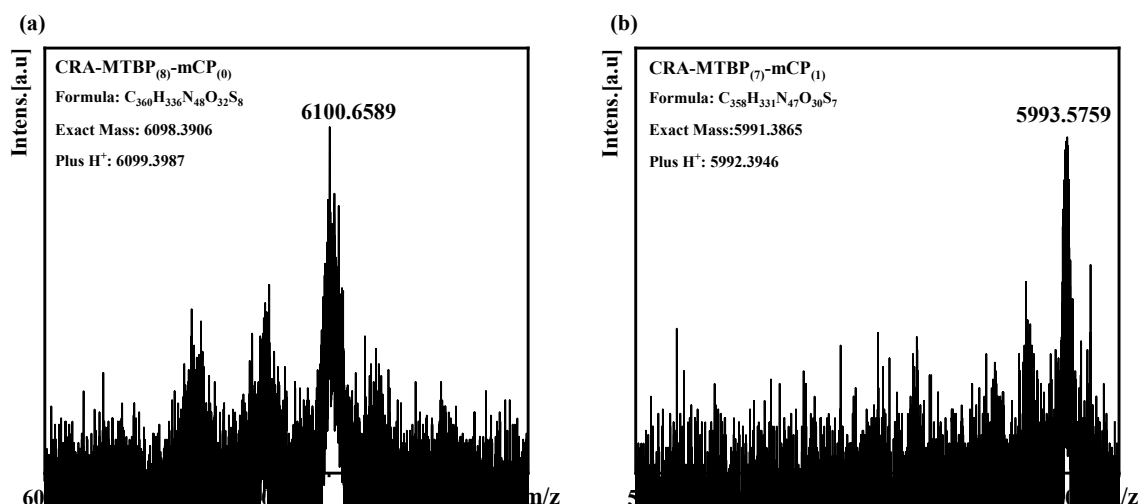 (a)
Intens.[a.u]
CRA-MTBP(8)-mCP(0)
Formula: C360H336N48O32S8
Exact Mass: 6098.3906
Plus H+: 6099.3987
6100.6589
m/z
(b)
Intens.[a.u]
CRA-MTBP(7)-mCP(1)
Formula: C358H331N47O30S7
Exact Mass:5991.3865
Plus H+: 5992.3946
5993.5759
m/z